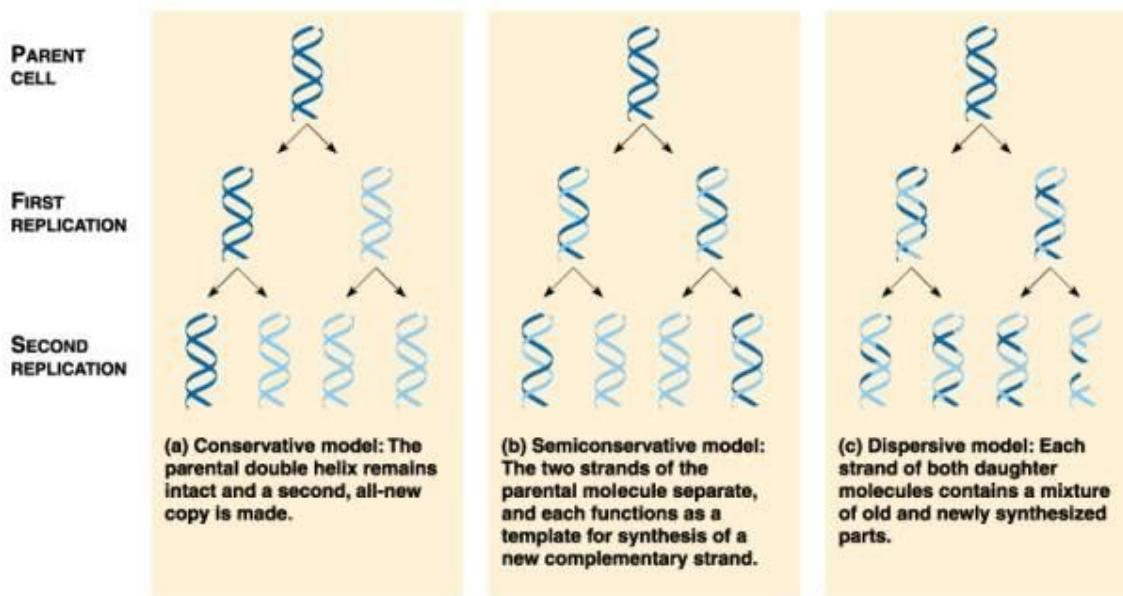 PARENT
CELL
FIRST
REPLICATION
SECOND
REPLICATION
(a) Conservative model: The
parental double helix remains
intact and a second, all-new
copy is made.
(b) Semiconservative model:
The two strands of the
parental molecule separate,
and each functions as a
template for synthesis of a
new complementary strand.
(c) Dispersive model: Each
strand of both daughter
molecules contains a mixture
of old and newly synthesized
parts.